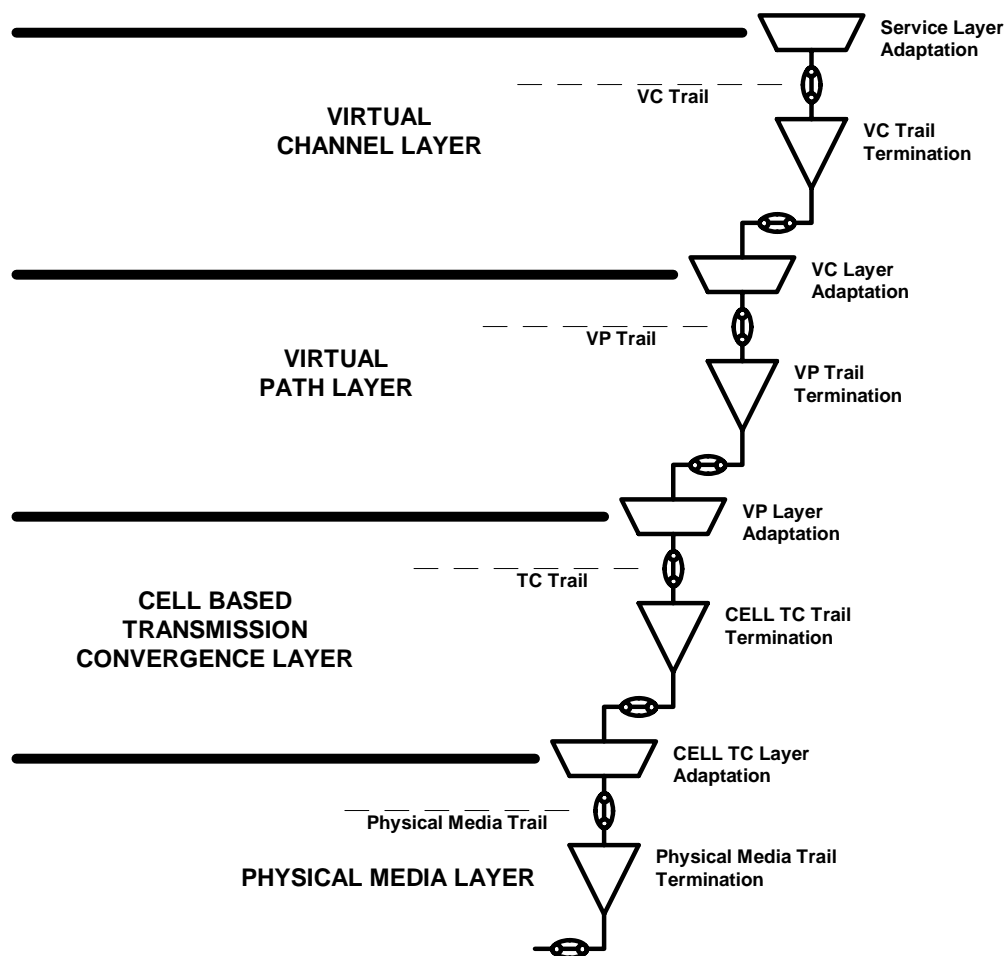 Service Layer
Adaptation
VC Trail
VIRTUAL
CHANNEL LAYER
VC Trail
Termination
VC Layer
Adaptation
VP Trail
VIRTUAL
PATH LAYER
VP Trail
Termination
VP Layer
Adaptation
TC Trail
CELL BASED
TRANSMISSION
CONVERGENCE LAYER
CELL TC Trail
Termination
CELL TC Layer
Adaptation
Physical Media Trail
PHYSICAL MEDIA LAYER
Physical Media Trail
Termination